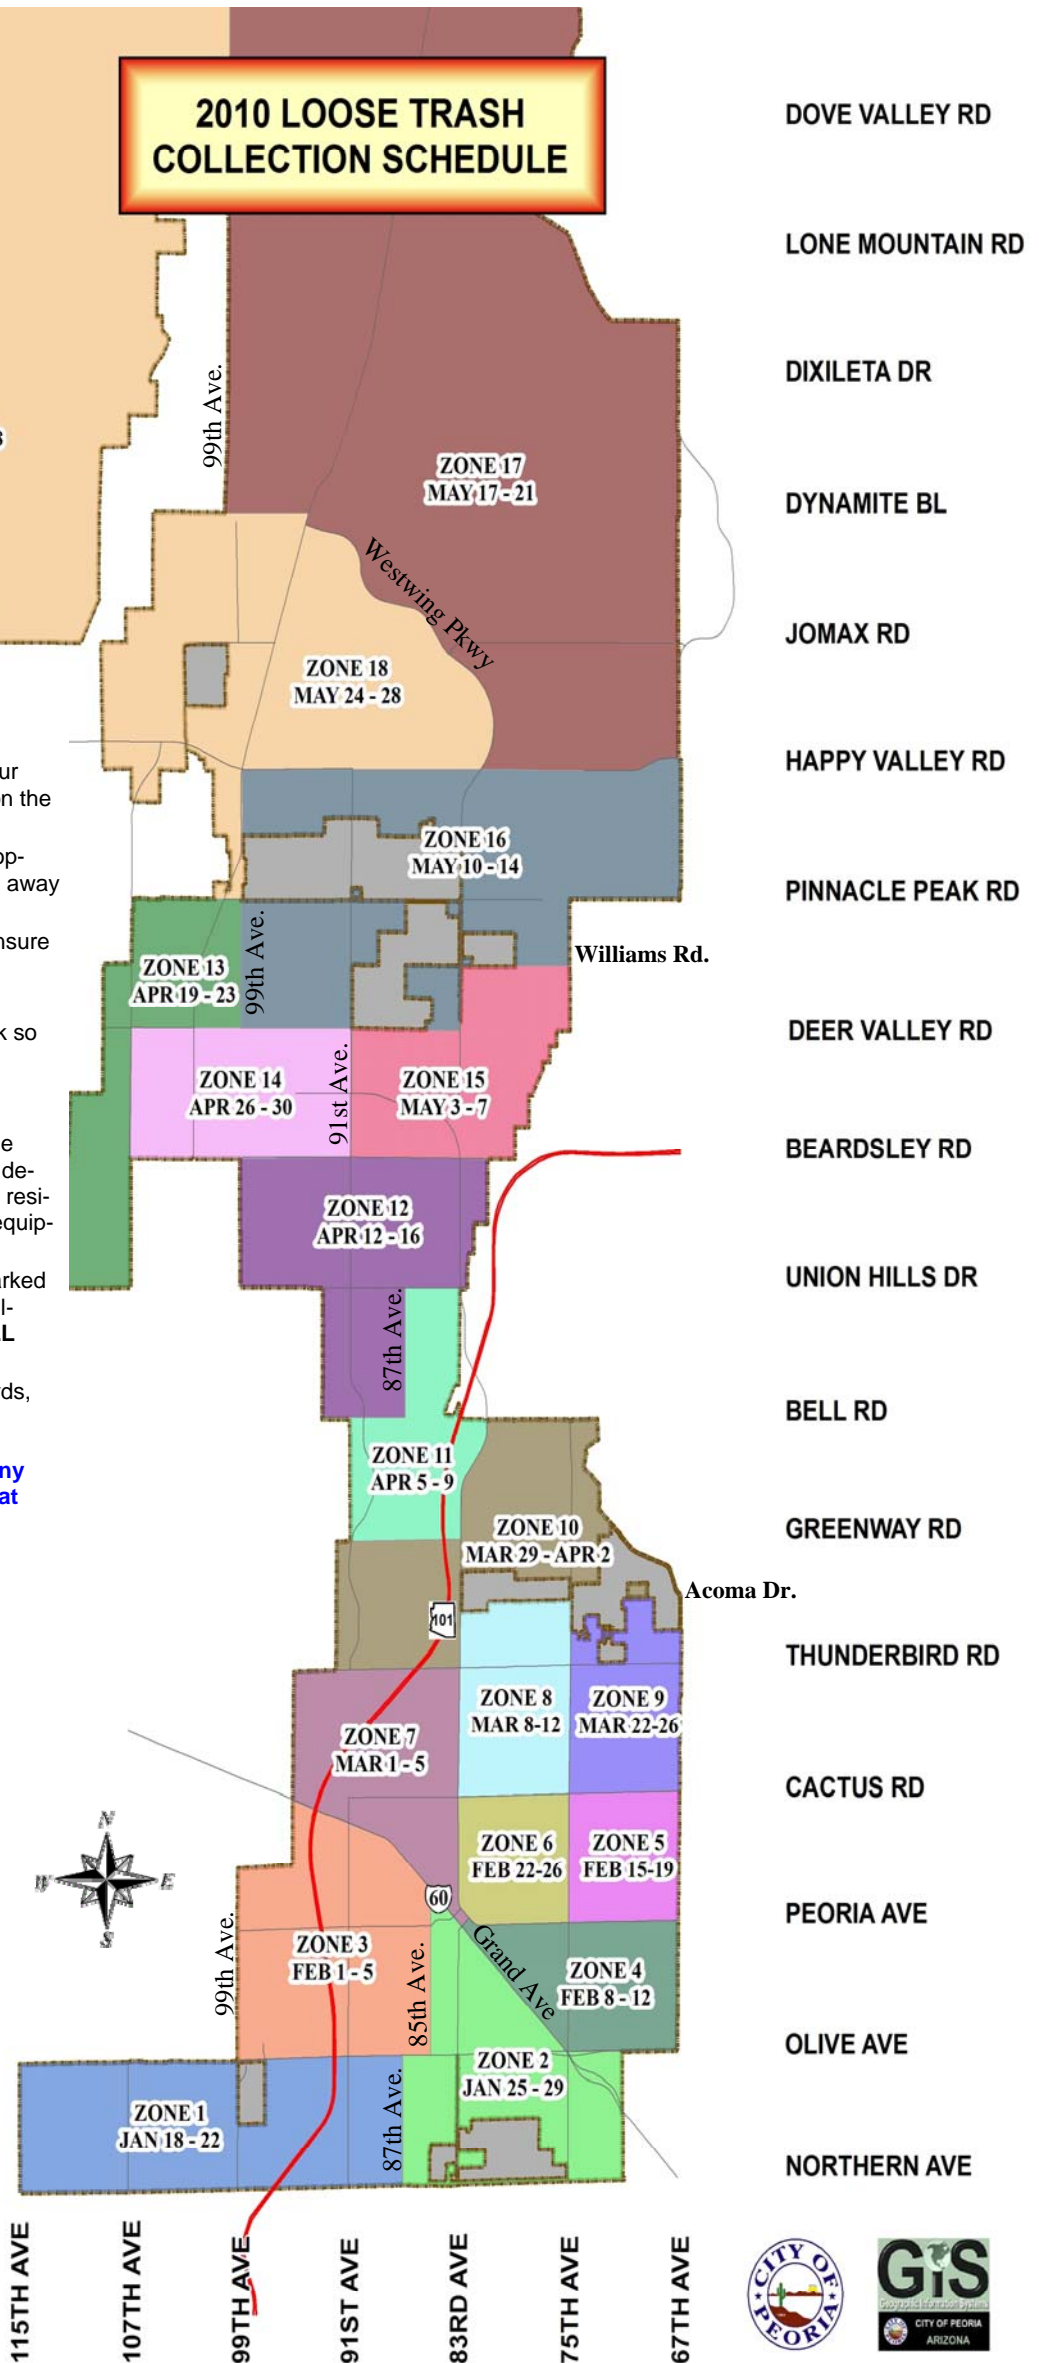 2010 LOOSE TRASH
COLLECTION SCHEDULE
DOVE VALLEY RD
LONE MOUNTAIN RD
DIXILETA DR
99th Ave.
ZONE 17
MAY 17 - 21
DYNAMITE BL
Westwing Pkwy
JOMAX RD
ZONE 18
MAY 24 - 28
HAPPY VALLEY RD
ur
n the
ZONE 16
MAY 10 - 14
op-
away
PINNACLE PEAK RD
nsure
99th Ave.
Williams Rd.
ZONE 13
APR 19 - 23
k so
DEER VALLEY RD
ZONE 14
APR 26 - 30
91st Ave.
ZONE 15
MAY 3 - 7
e
de-
resi-
equip-
BEARDSLEY RD
ZONE 12
APR 12 - 16
arked
l-
LL
UNION HILLS DR
87th Ave.
ds,
BELL RD
ny
at
ZONE 11
APR 5 - 9
ZONE 10
MAR 29 - APR 2
GREENWAY RD
Acoma Dr.
101
THUNDERBIRD RD
ZONE 8
MAR 8-12
ZONE 9
MAR 22-26
ZONE 7
MAR 1 - 5
CACTUS RD
N
W E
S
ZONE 6
FEB 22-26
ZONE 5
FEB 15-19
60
PEORIA AVE
99th Ave.
ZONE 3
FEB 1 - 5
85th Ave.
Grand Ave
ZONE 4
FEB 8 - 12
OLIVE AVE
ZONE 2
JAN 25 - 29
ZONE 1
JAN 18 - 22
87th Ave.
NORTHERN AVE
115TH AVE
107TH AVE
99TH AVE
91ST AVE
83RD AVE
75TH AVE
67TH AVE
CITY OF
PEORIA
GIS
Geographic Information Systems
CITY OF PEORIA
ARIZONA